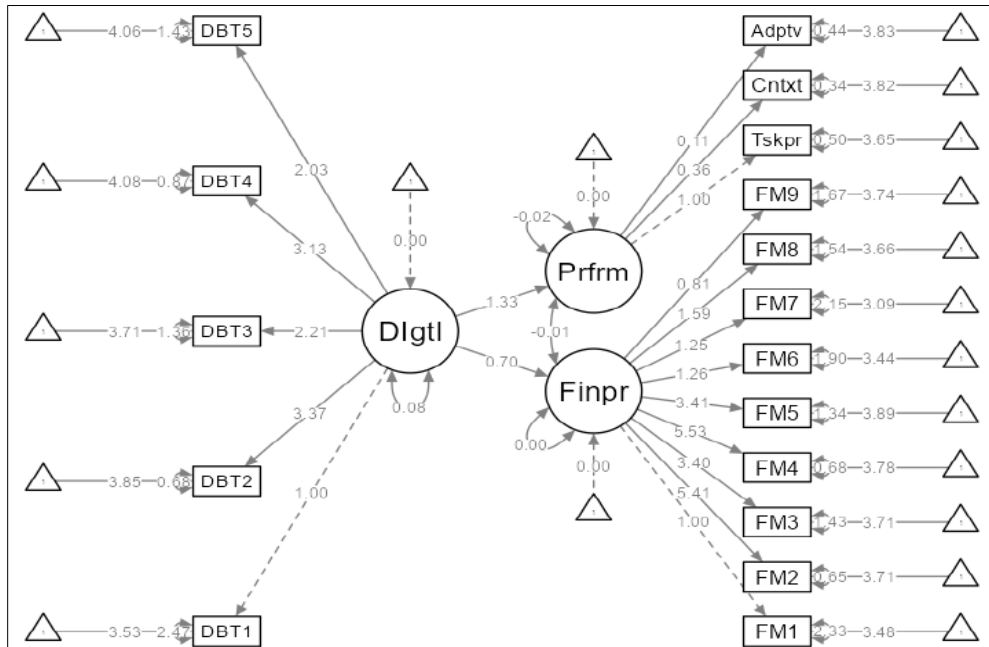 4.06 1.43 DBT5
Adptv 0.44 3.83
Cntxt 0.34 3.82
Tskpr 0.50 3.65
2.03
0.11
0.36
1.00
4.08 0.87 DBT4
0.00
FM9 1.67 3.74
-0.02
3.13
0.00
Prfrm
0.81
FM8 1.54 3.66
1.59
FM7 2.15 3.09
1.33
3.71 1.36 DBT3
2.21
DIgtl
-0.01
1.25
0.70
FM6 1.90 3.44
1.26
Finpr
3.41
FM5 1.34 3.89
0.08
5.53
0.00
0.00
FM4 0.68 3.78
3.37
3.40
3.85 0.68 DBT2
1.00
5.41
FM3 1.43 3.71
1.00
FM2 0.65 3.71
3.53 2.47 DBT1
FM1 2.33 3.48